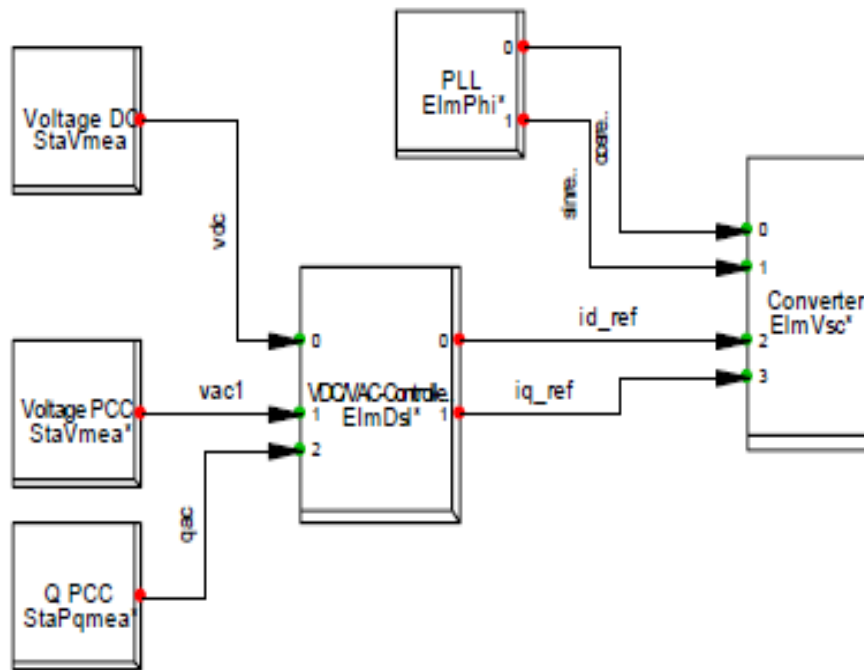 0
PLL
ElmPhi*
1
Voltage DC
StaVmea
sinre..
vdc
0
1
Converter
ElmVsc*
2
3
0
id_ref
0
vac1
VDC/VAC-Controlle..
1
ElmDsl*
1
iq_ref
2
Voltage PCC
StaVmea*
qac
Q PCC
StaPqmea*